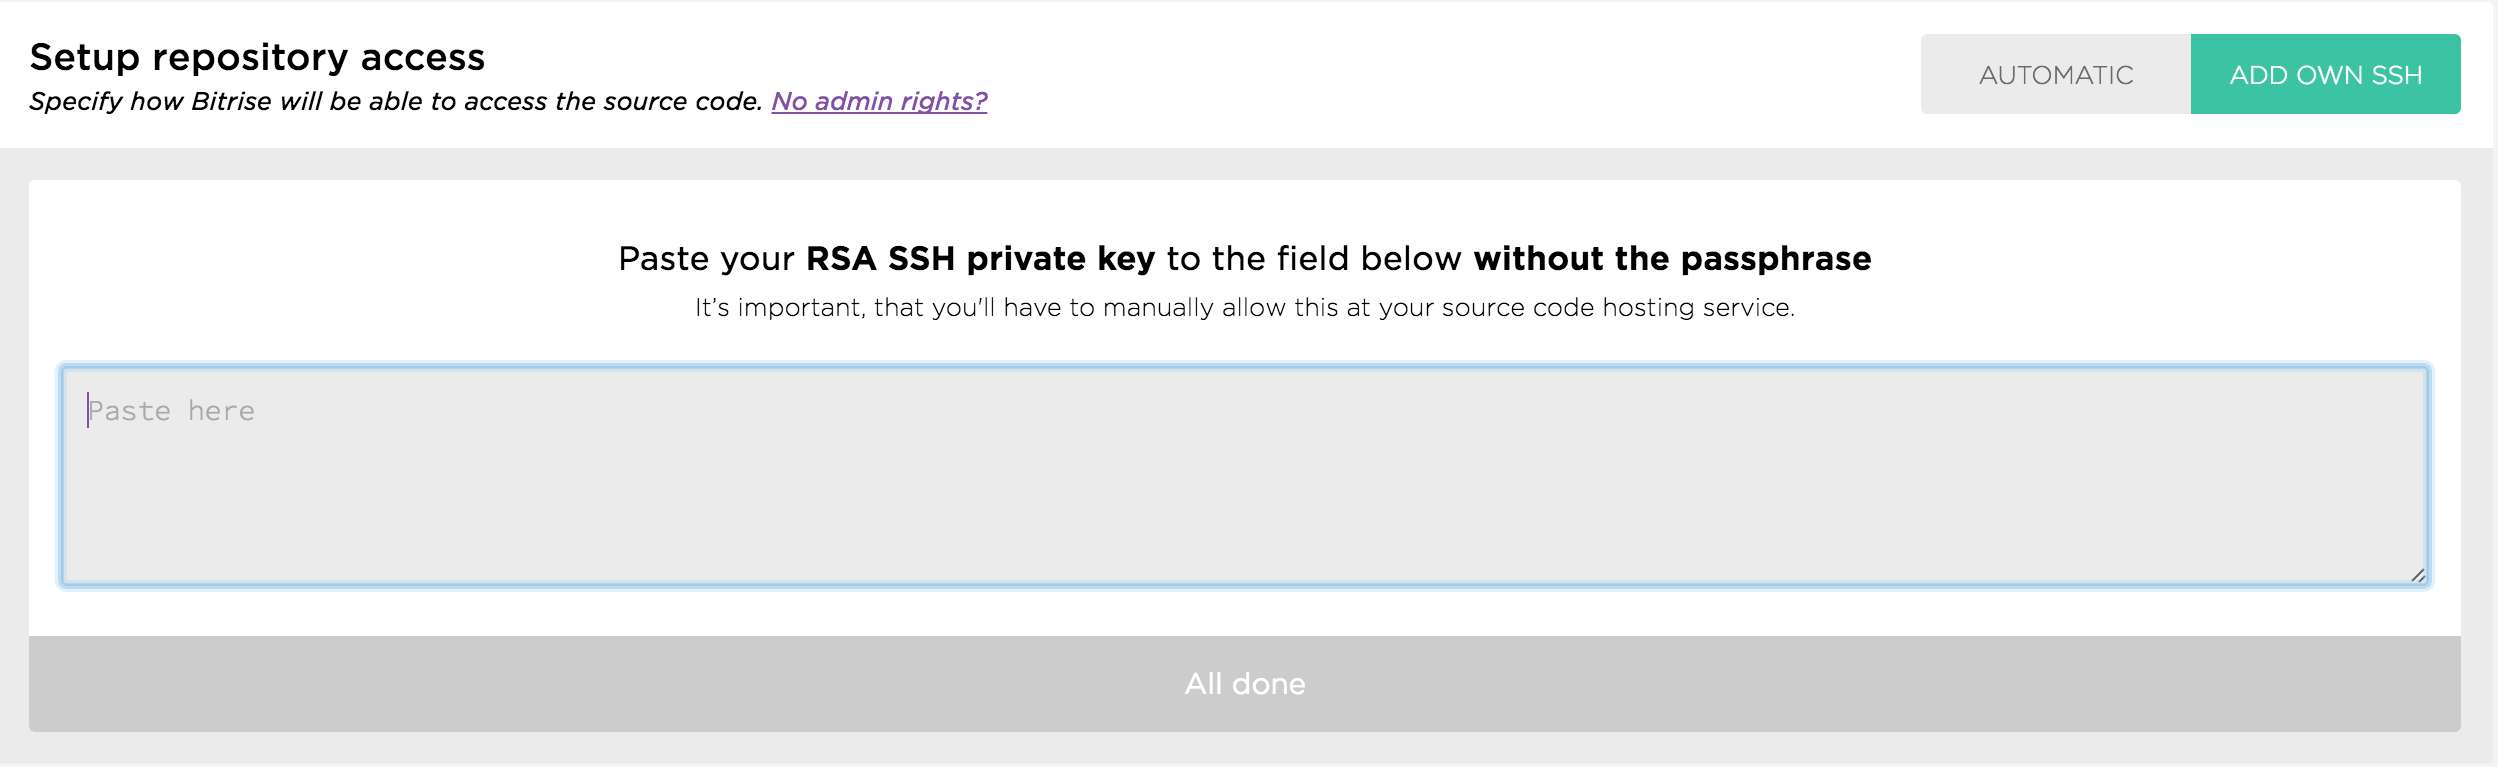 Setup repository access
Specify how Bitrise will be able to access the source code. No admin rights?
AUTOMATIC
ADD OWN SSH
Paste your RSA SSH private key to the field below without the passphrase
It's important, that you'll have to manually allow this at your source code hosting service.
Paste here
All done